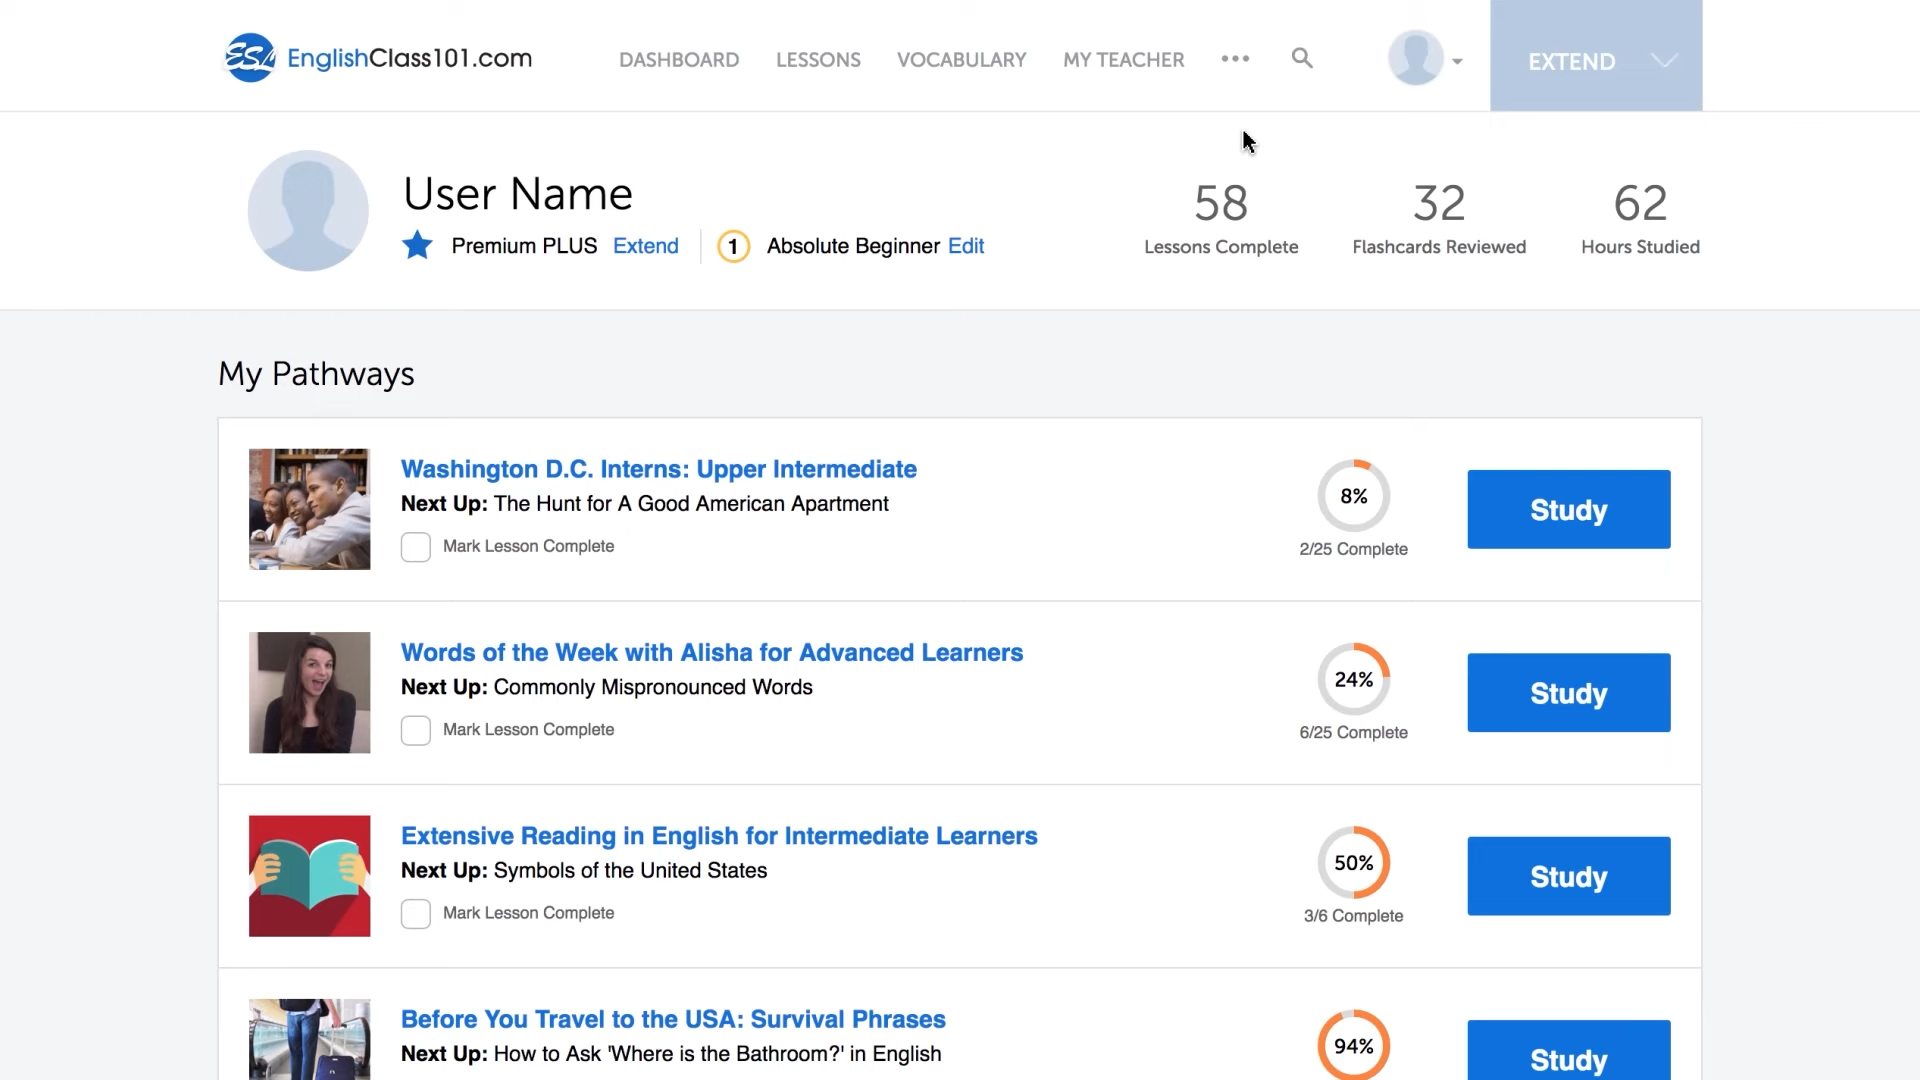 ESL EnglishClass101.com
DASHBOARD LESSONS VOCABULARY MY TEACHER ••• EXTEND
User Name
Premium PLUS Extend 1 Absolute Beginner Edit
58 32 62
Lessons Complete Flashcards Reviewed Hours Studied
My Pathways
Washington D.C. Interns: Upper Intermediate
Next Up: The Hunt for A Good American Apartment
Mark Lesson Complete
8%
2/25 Complete
Study
Words of the Week with Alisha for Advanced Learners
Next Up: Commonly Mispronounced Words
Mark Lesson Complete
24%
6/25 Complete
Study
Extensive Reading in English for Intermediate Learners
Next Up: Symbols of the United States
Mark Lesson Complete
50%
3/6 Complete
Study
Before You Travel to the USA: Survival Phrases
Next Up: How to Ask 'Where is the Bathroom?' in English
94%
Study